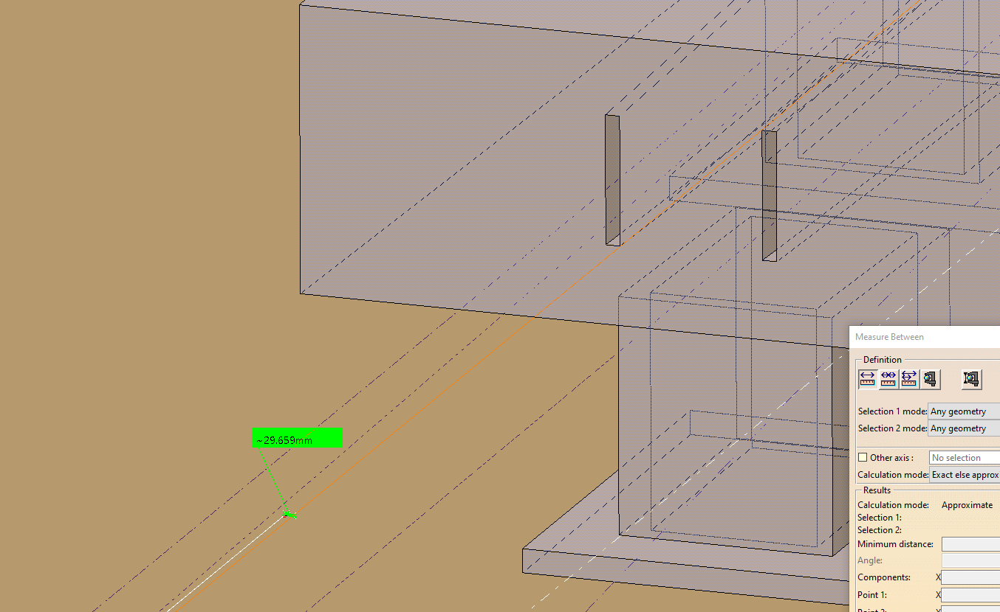 ~29.659mm
Measure Between
Definition
Selection 1 mode: Any geometry
Selection 2 mode: Any geometry
Other axis : No selection
Calculation mode: Exact else approx
Results
Calculation mode: Approximate
Selection 1:
Selection 2:
Minimum distance:
Angle:
Components: X
Point 1: X
Point 2: X